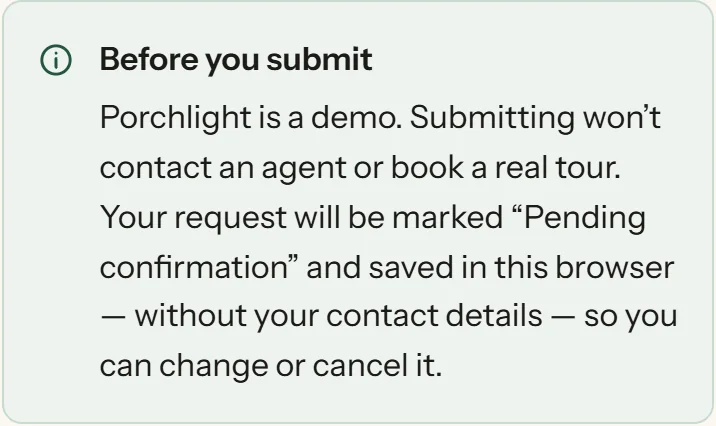 Before you submit
Porchlight is a demo. Submitting won’t
contact an agent or book a real tour.
Your request will be marked “Pending
confirmation” and saved in this browser
— without your contact details — so you
can change or cancel it.